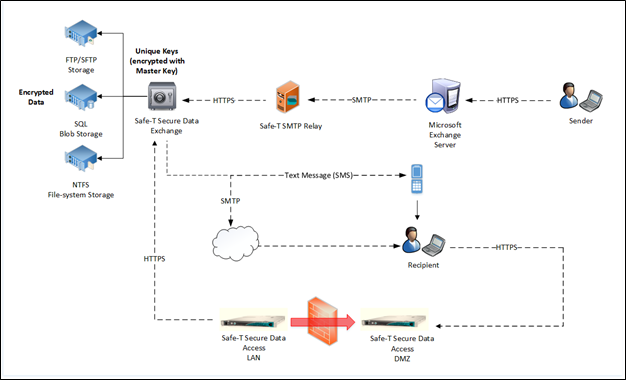 FTP/SFTP
Storage
Encrypted
Data
SQL
Blob Storage
NTFS
File-system Storage
Unique Keys
(encrypted with
Master Key)
Safe-T Secure Data
Exchange
HTTPS
Safe-T SMTP Relay
SMTP
Microsoft
Exchange
Server
HTTPS
Sender
Text Message (SMS)
SMTP
Recipient
HTTPS
HTTPS
Safe-T Secure Data
Access
LAN
Safe-T Secure Data
Access
DMZ